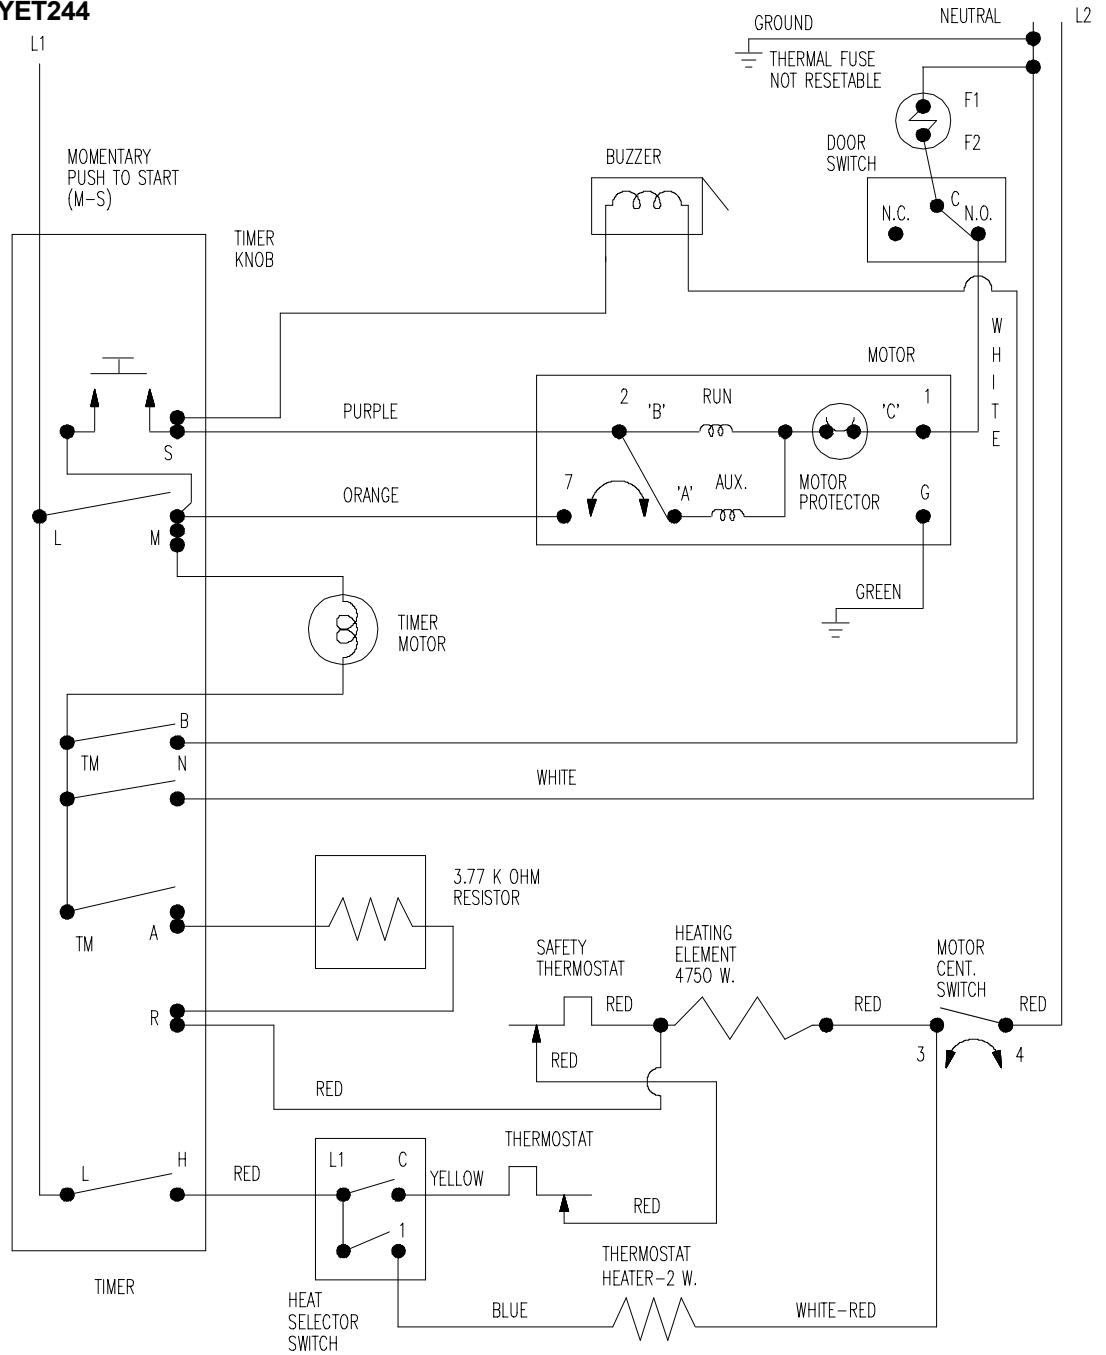 YET244
L1
GROUND
NEUTRAL
L2
THERMAL FUSE
NOT RESETABLE
F1
F2
DOOR
SWITCH
C
N.C.
N.O.
MOMENTARY
PUSH TO START
(M-S)
BUZZER
TIMER
KNOB
WHITE
MOTOR
PURPLE
2
'B'
RUN
'C'
1
S
ORANGE
7
'A'
AUX.
MOTOR
PROTECTOR
G
L
M
GREEN
TIMER
MOTOR
B
TM
N
WHITE
3.77 K OHM
RESISTOR
A
TM
SAFETY
THERMOSTAT
HEATING
ELEMENT
4750 W.
MOTOR
CENT.
SWITCH
R
RED
RED
RED
RED
3
4
RED
THERMOSTAT
L
H
RED
L1
C
YELLOW
RED
1
THERMOSTAT
HEATER-2 W.
TIMER
HEAT
SELECTOR
SWITCH
BLUE
WHITE-RED